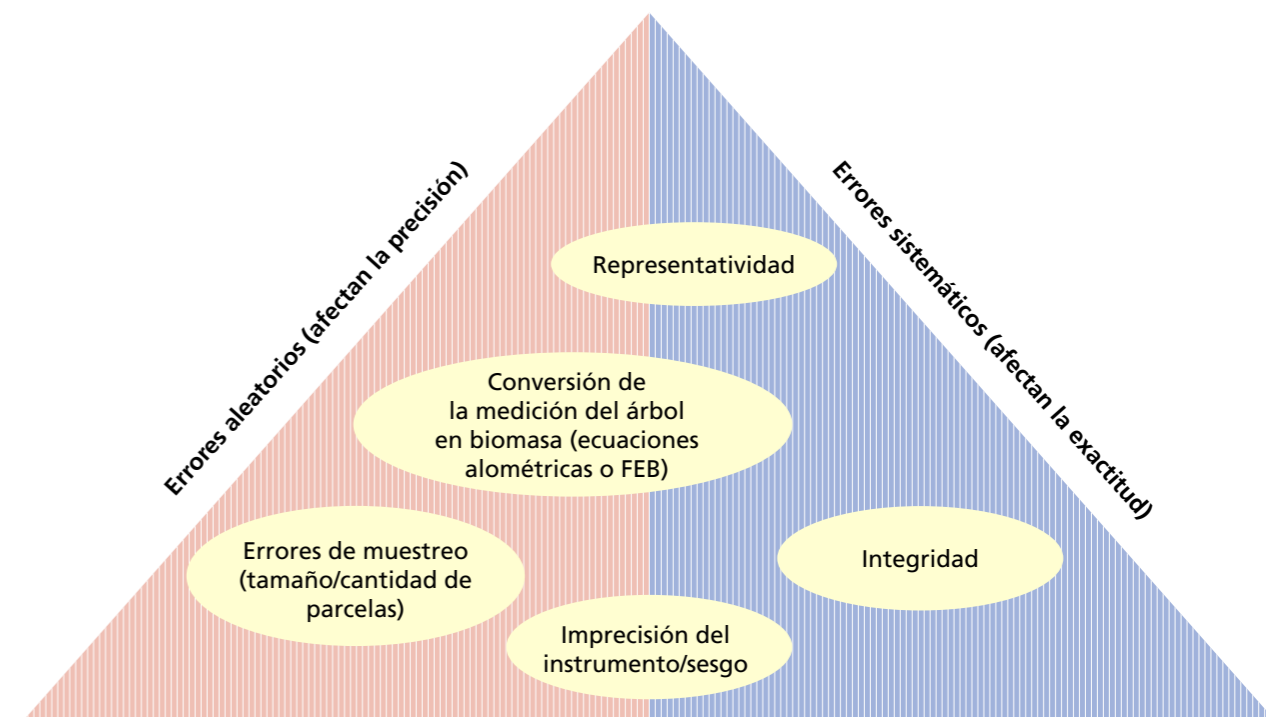 Errores aleatorios (afectan la precisión)
Errores sistemáticos (afectan la exactitud)
Representatividad
Conversión de
la medición del árbol
en biomasa (ecuaciones
alométricas o FEB)
Errores de muestreo
(tamaño/cantidad de
parcelas)
Integridad
Imprecisión del
instrumento/sesgo